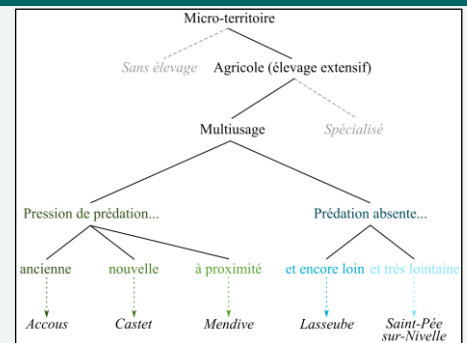 Micro-territoire
Sans élevage Agricole (élevage extensif)
Multiusage Spécialisé
Pression de prédation... Prédation absente...
ancienne nouvelle à proximité et encore loin et très lointaine
Accous Castet Mendive Lasseube Saint-Pée
sur-Nivelle